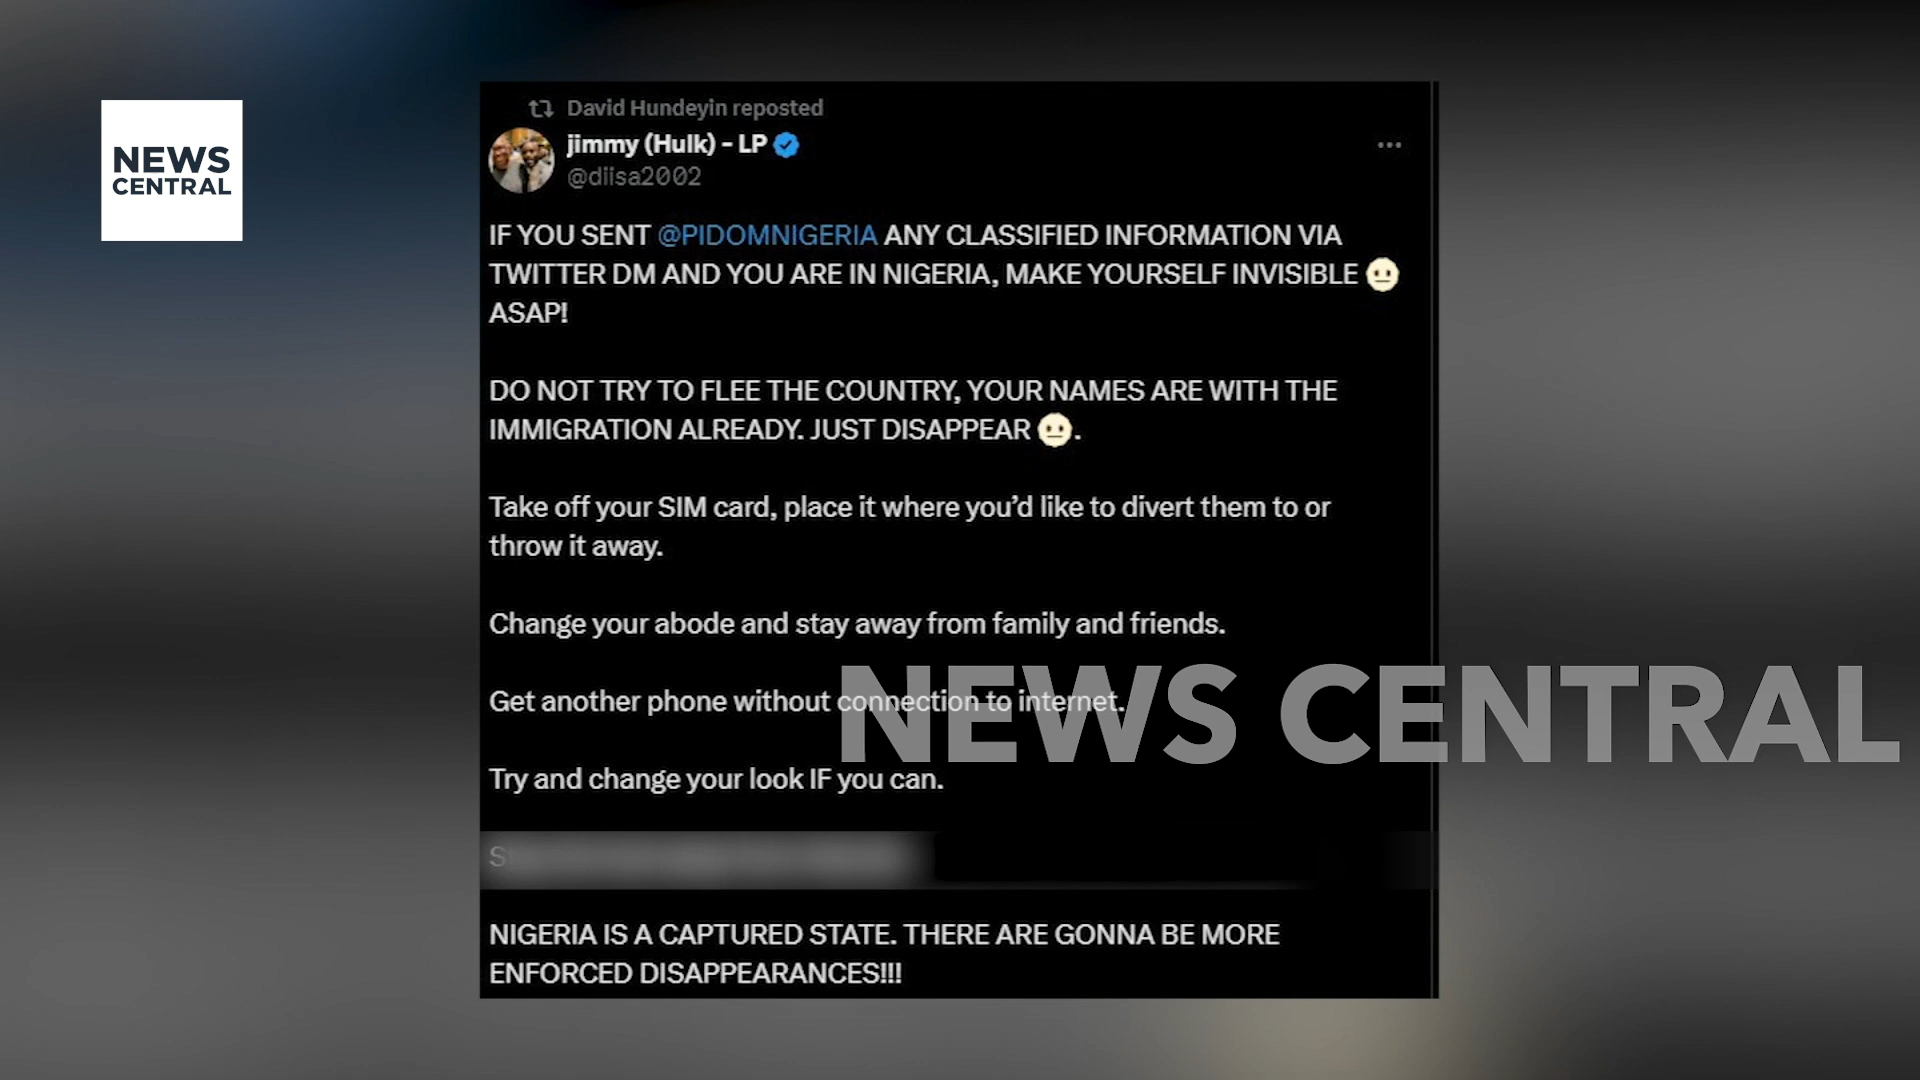 NEWS
CENTRAL
David Hundeyin reposted
jimmy (Hulk) - LP
@diisa2002
IF YOU SENT @PIDOMNIGERIA ANY CLASSIFIED INFORMATION VIA
TWITTER DM AND YOU ARE IN NIGERIA, MAKE YOURSELF INVISIBLE 😐
ASAP!
DO NOT TRY TO FLEE THE COUNTRY, YOUR NAMES ARE WITH THE
IMMIGRATION ALREADY. JUST DISAPPEAR 😐.
Take off your SIM card, place it where you’d like to divert them to or
throw it away.
Change your abode and stay away from family and friends.
Get another phone without connection to internet.
NEWS CENTRAL
Try and change your look IF you can.
NIGERIA IS A CAPTURED STATE. THERE ARE GONNA BE MORE
ENFORCED DISAPPEARANCES!!!